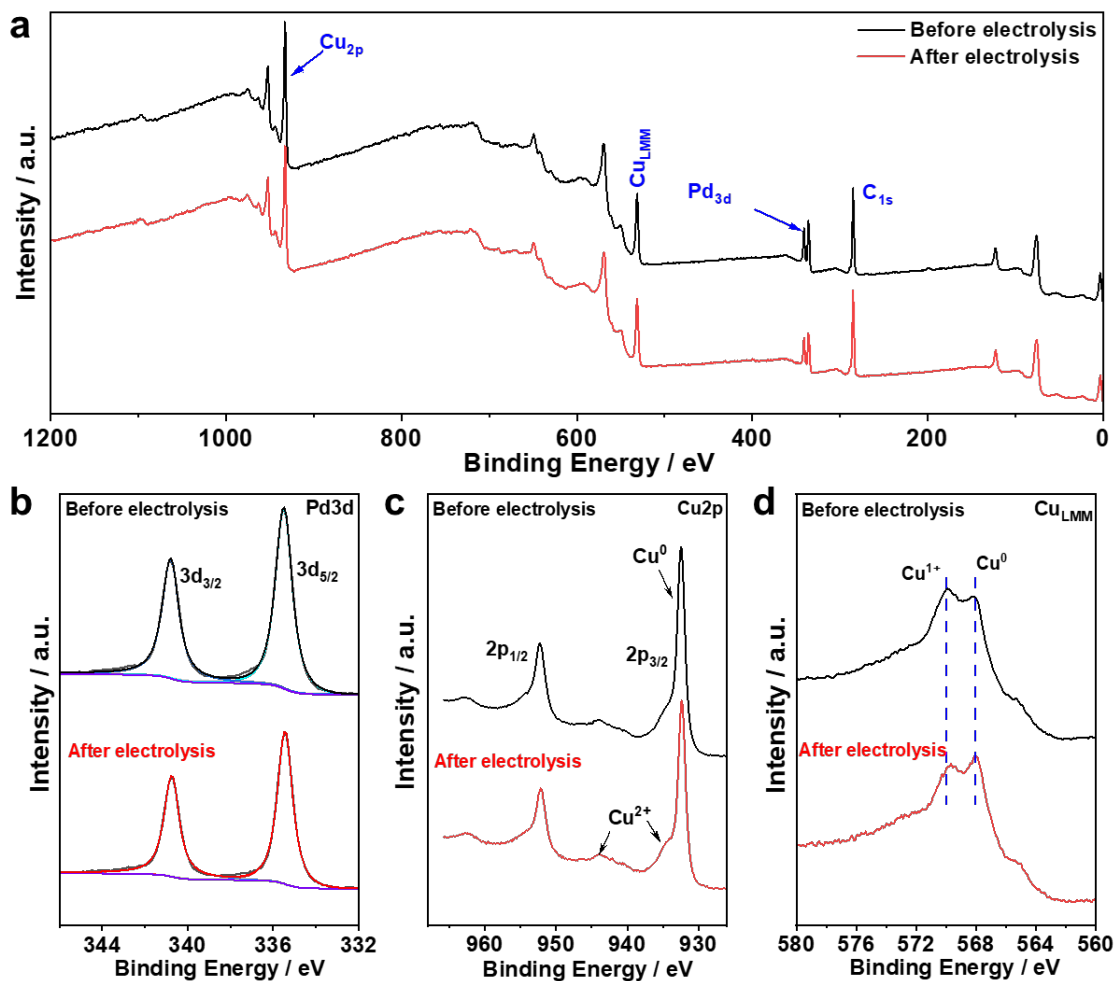 a
Cu2p
Before electrolysis
After electrolysis
CuLMM
Pd3d
C1s
Intensity / a.u.
1200 1000 800 600 400 200 0
Binding Energy / eV
b
Before electrolysis
Pd3d
3d3/2
3d5/2
After electrolysis
Intensity / a.u.
344 340 336 332
Binding Energy / eV
c
Before electrolysis
Cu2p
Cu0
2p1/2
2p3/2
After electrolysis
Cu2+
Intensity / a.u.
960 950 940 930
Binding Energy / eV
d
Before electrolysis
CuLMM
Cu1+
Cu0
After electrolysis
Intensity / a.u.
580 576 570 568 564 560
Binding Energy / eV